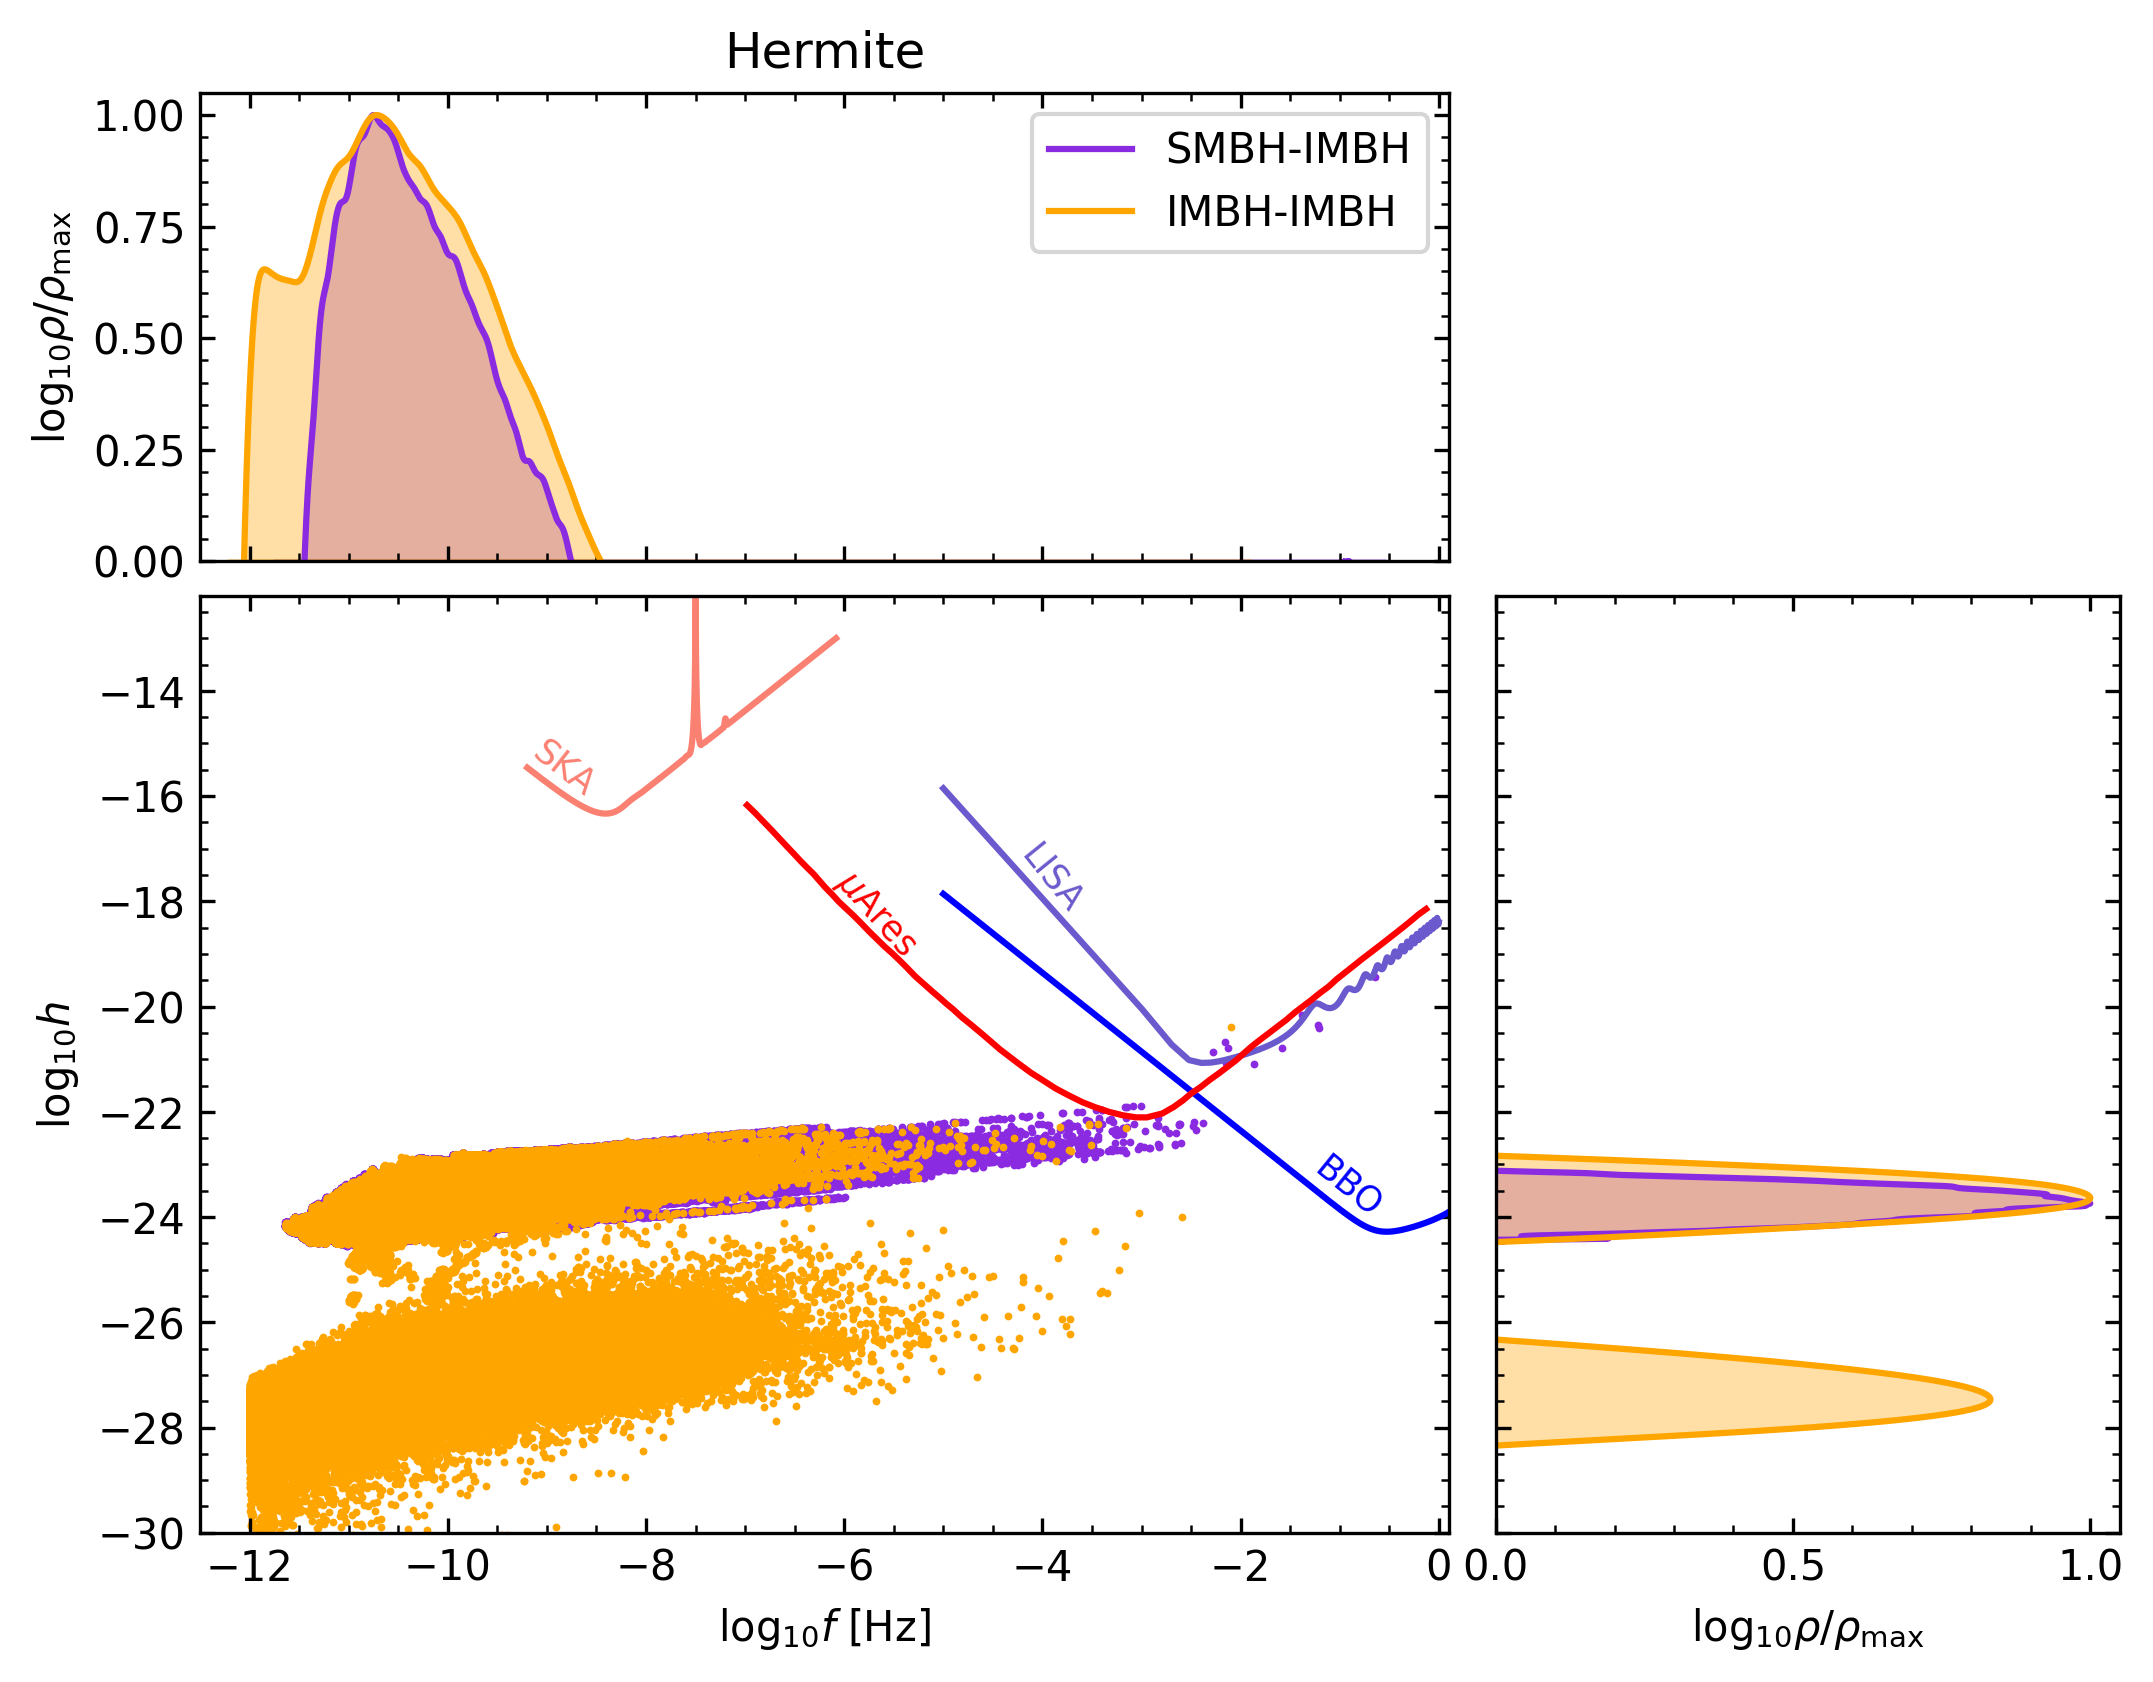 Hermite
1.00
0.75
0.50
0.25
0.00
log₁₀ρ/ρmax
SMBH-IMBH
IMBH-IMBH
−14
−16
−18
−20
−22
−24
−26
−28
−30
log₁₀h
SKA
μAres
LISA
BBO
−12 −10 −8 −6 −4 −2 0
log₁₀f [Hz]
0.0 0.5 1.0
log₁₀ρ/ρmax